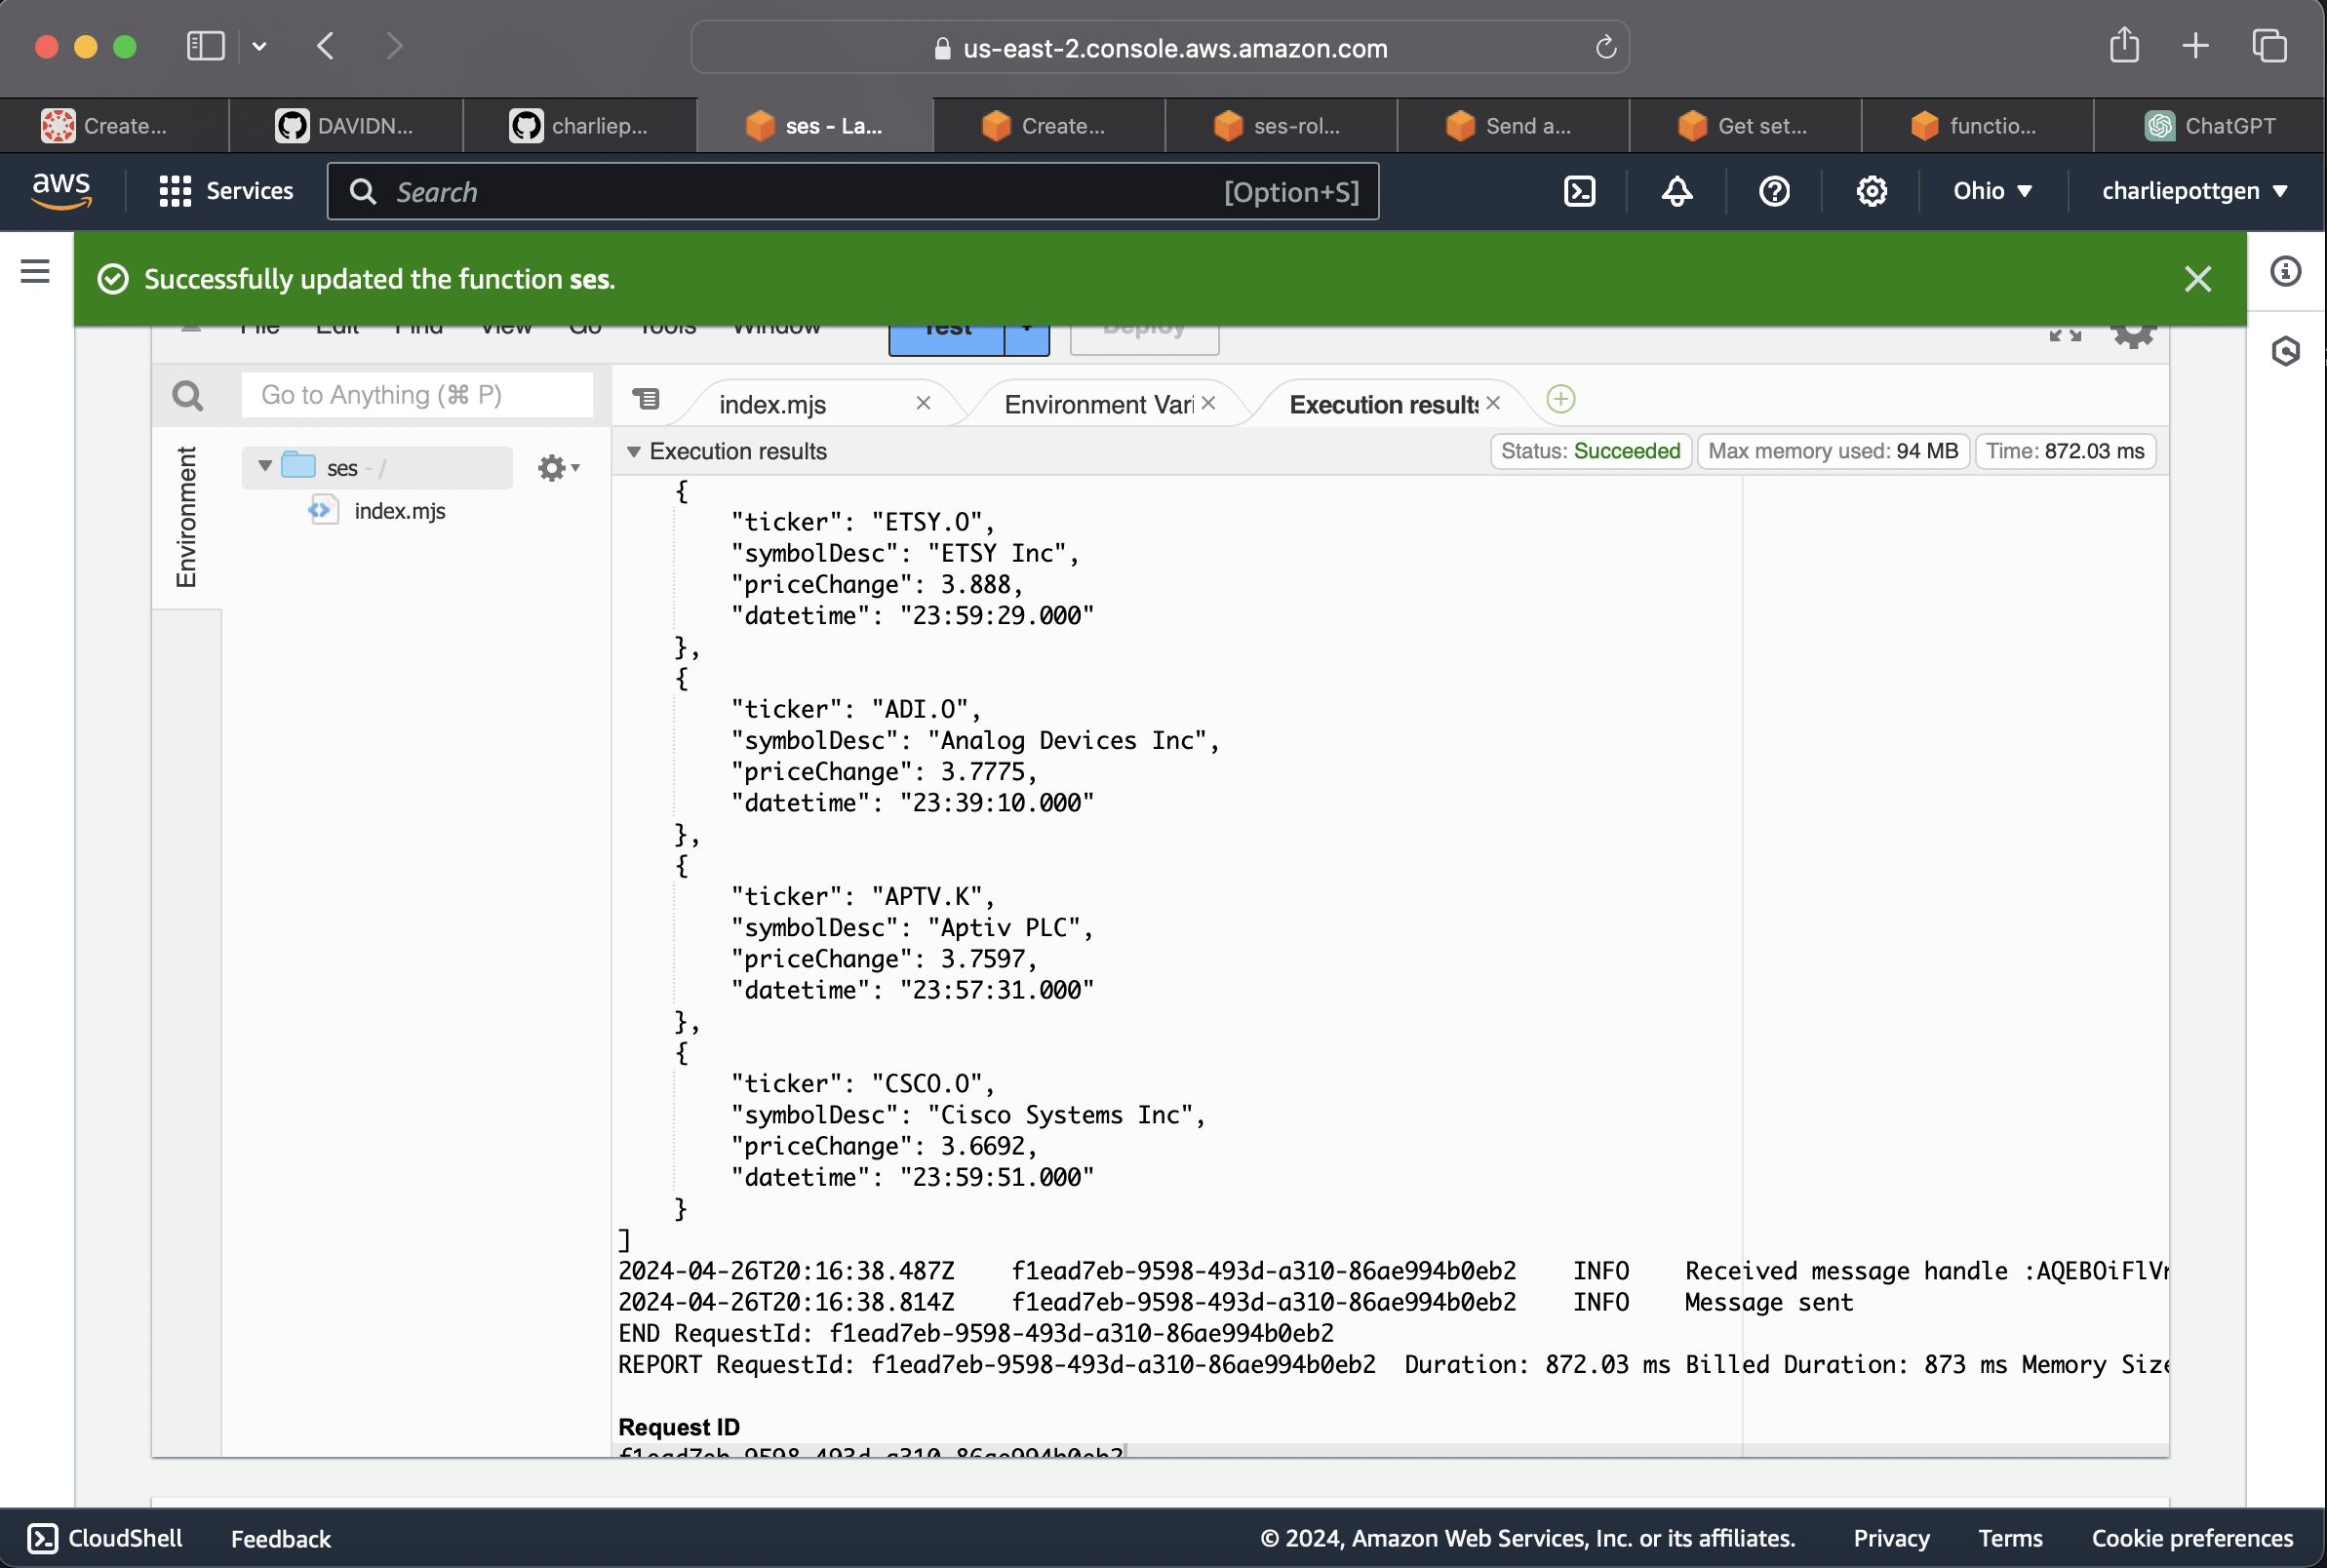 us-east-2.console.aws.amazon.com
Create...
DAVIDN...
charliep...
ses - La...
Create...
ses-rol...
Send a...
Get set...
functio...
ChatGPT
aws
Services
Search
[Option+S]
Ohio
charliepottgen
Successfully updated the function ses.
File Edit Find View Go Tools Window
Test
Deploy
Go to Anything (⌘ P)
index.mjs
Environment Vari
Execution results
Environment
ses - /
index.mjs
Execution results
Status: Succeeded
Max memory used: 94 MB
Time: 872.03 ms
{
"ticker": "ETSY.O",
"symbolDesc": "ETSY Inc",
"priceChange": 3.888,
"datetime": "23:59:29.000"
},
{
"ticker": "ADI.O",
"symbolDesc": "Analog Devices Inc",
"priceChange": 3.7775,
"datetime": "23:39:10.000"
},
{
"ticker": "APTV.K",
"symbolDesc": "Aptiv PLC",
"priceChange": 3.7597,
"datetime": "23:57:31.000"
},
{
"ticker": "CSCO.O",
"symbolDesc": "Cisco Systems Inc",
"priceChange": 3.6692,
"datetime": "23:59:51.000"
}
]
2024-04-26T20:16:38.487Z f1ead7eb-9598-493d-a310-86ae994b0eb2 INFO Received message handle :AQEBOiFlVr
2024-04-26T20:16:38.814Z f1ead7eb-9598-493d-a310-86ae994b0eb2 INFO Message sent
END RequestId: f1ead7eb-9598-493d-a310-86ae994b0eb2
REPORT RequestId: f1ead7eb-9598-493d-a310-86ae994b0eb2 Duration: 872.03 ms Billed Duration: 873 ms Memory Size
Request ID
f1ead7eb-9598-493d-a310-86ae994b0eb2
CloudShell
Feedback
© 2024, Amazon Web Services, Inc. or its affiliates.
Privacy
Terms
Cookie preferences